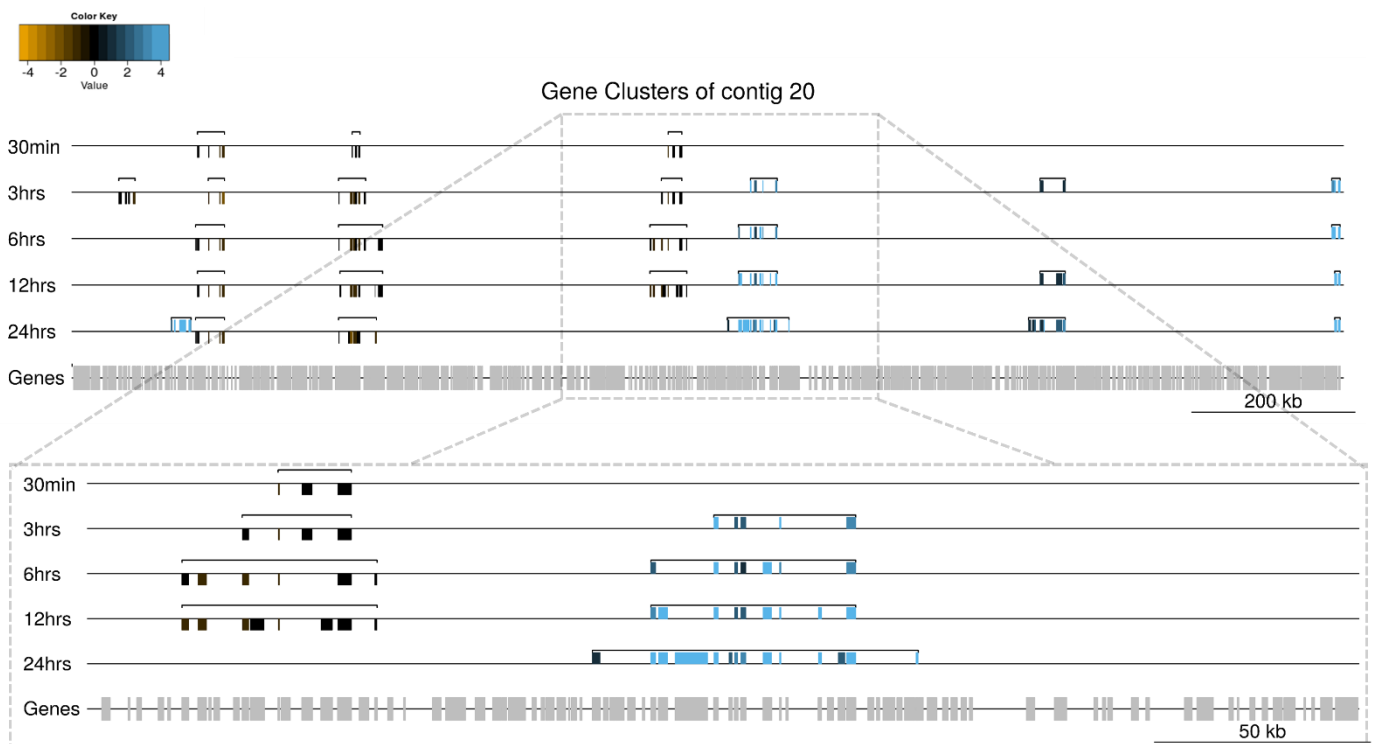 Color Key
-4 -2 0 2 4
Value
Gene Clusters of contig 20
30min
3hrs
6hrs
12hrs
24hrs
Genes
200 kb
30min
3hrs
6hrs
12hrs
24hrs
Genes
50 kb